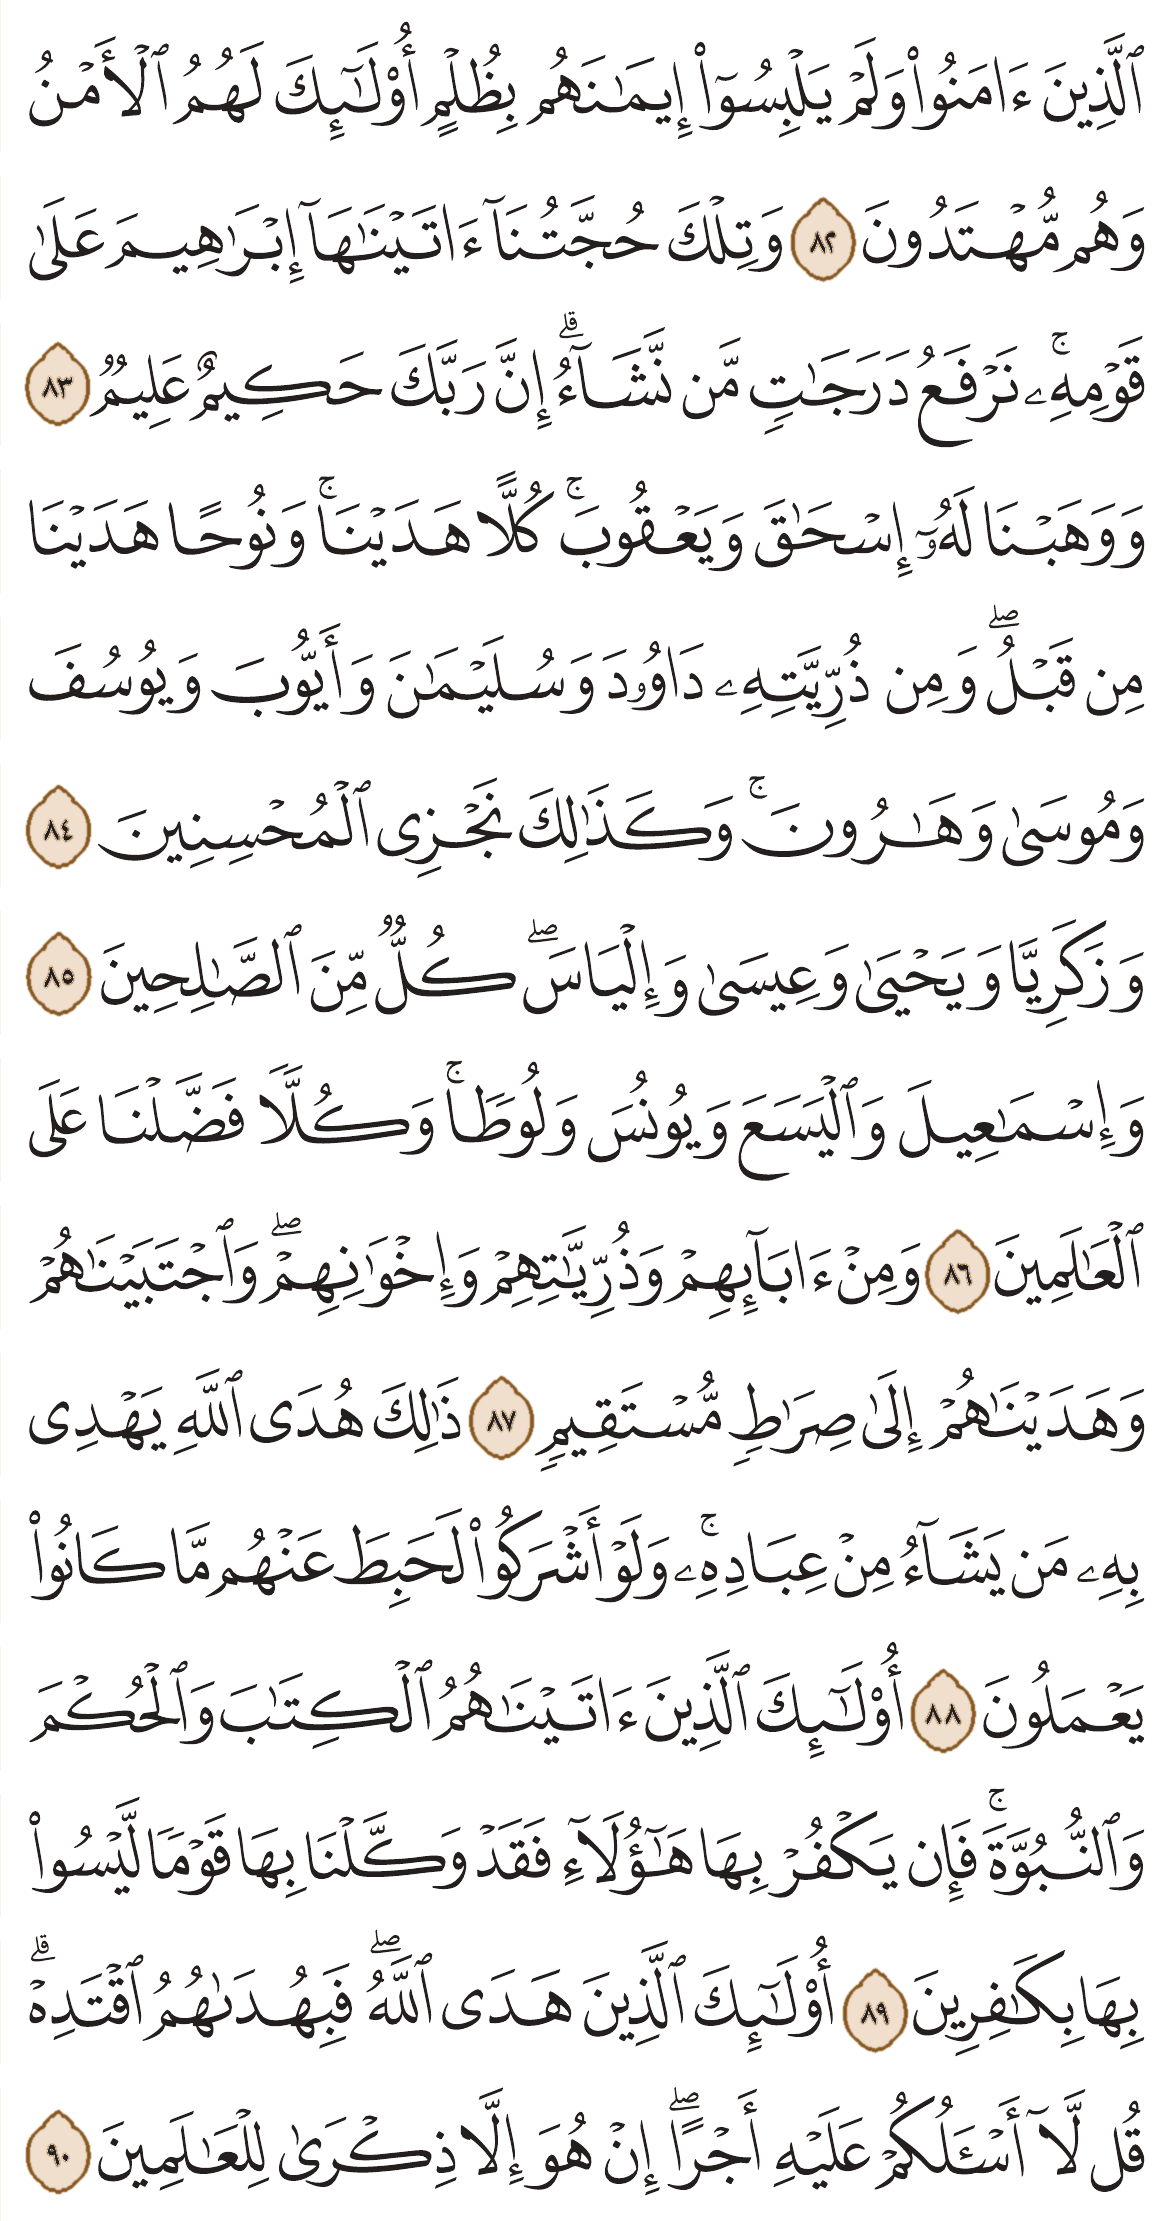 ٱلَّذِينَ ءَامَنُوا۟ وَلَمْ يَلْبِسُوٓا۟ إِيمَـٰنَهُم بِظُلْمٍ أُو۟لَـٰٓئِكَ لَهُمُ ٱلْأَمْنُ
وَهُم مُّهْتَدُونَ ٨٢ وَتِلْكَ حُجَّتُنَآ ءَاتَيْنَـٰهَآ إِبْرَٰهِيمَ عَلَىٰ
قَوْمِهِۦ ۚ نَرْفَعُ دَرَجَـٰتٍ مَّن نَّشَآءُ ۗ إِنَّ رَبَّكَ حَكِيمٌ عَلِيمٌ ٨٣
وَوَهَبْنَا لَهُۥٓ إِسْحَـٰقَ وَيَعْقُوبَ ۚ كُلًّا هَدَيْنَا ۚ وَنُوحًا هَدَيْنَا
مِن قَبْلُ ۖ وَمِن ذُرِّيَّتِهِۦ دَاوُۥدَ وَسُلَيْمَـٰنَ وَأَيُّوبَ وَيُوسُفَ
وَمُوسَىٰ وَهَـٰرُونَ ۚ وَكَذَٰلِكَ نَجْزِى ٱلْمُحْسِنِينَ ٨٤
وَزَكَرِيَّا وَيَحْيَىٰ وَعِيسَىٰ وَإِلْيَاسَ ۖ كُلٌّ مِّنَ ٱلصَّـٰلِحِينَ ٨٥
وَإِسْمَـٰعِيلَ وَٱلْيَسَعَ وَيُونُسَ وَلُوطًا ۚ وَكُلًّا فَضَّلْنَا عَلَى
ٱلْعَـٰلَمِينَ ٨٦ وَمِنْ ءَابَآئِهِمْ وَذُرِّيَّـٰتِهِمْ وَإِخْوَٰنِهِمْ ۖ وَٱجْتَبَيْنَـٰهُمْ
وَهَدَيْنَـٰهُمْ إِلَىٰ صِرَٰطٍ مُّسْتَقِيمٍ ٨٧ ذَٰلِكَ هُدَى ٱللَّهِ يَهْدِى
بِهِۦ مَن يَشَآءُ مِنْ عِبَادِهِۦ ۚ وَلَوْ أَشْرَكُوا۟ لَحَبِطَ عَنْهُم مَّا كَانُوا۟
يَعْمَلُونَ ٨٨ أُو۟لَـٰٓئِكَ ٱلَّذِينَ ءَاتَيْنَـٰهُمُ ٱلْكِتَـٰبَ وَٱلْحُكْمَ
وَٱلنُّبُوَّةَ ۚ فَإِن يَكْفُرْ بِهَا هَـٰٓؤُلَآءِ فَقَدْ وَكَّلْنَا بِهَا قَوْمًا لَّيْسُوا۟
بِهَا بِكَـٰفِرِينَ ٨٩ أُو۟لَـٰٓئِكَ ٱلَّذِينَ هَدَى ٱللَّهُ ۖ فَبِهُدَىٰهُمُ ٱقْتَدِهْ ۗ
قُل لَّآ أَسْـَٔلُكُمْ عَلَيْهِ أَجْرًا ۖ إِنْ هُوَ إِلَّا ذِكْرَىٰ لِلْعَـٰلَمِينَ ٩٠